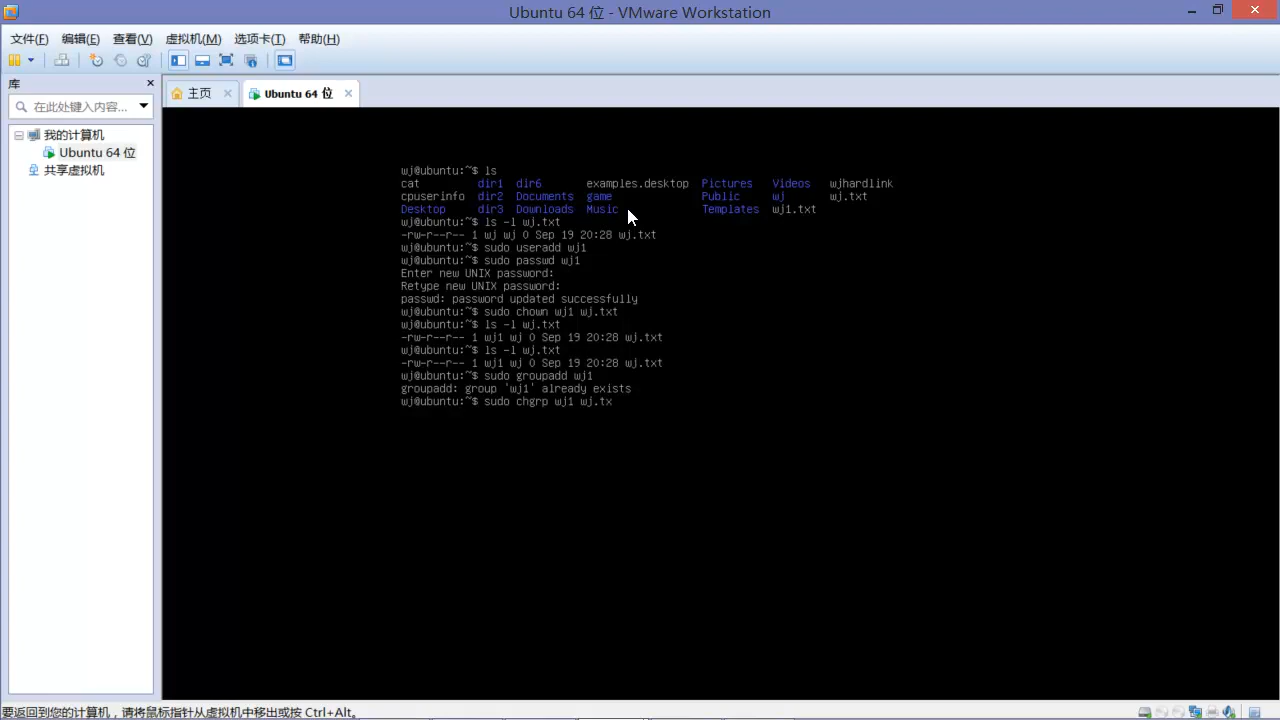 Ubuntu 64 位 - VMware Workstation
文件(F) 编辑(E) 查看(V) 虚拟机(M) 选项卡(T) 帮助(H)
库
在此处键入内容...
我的计算机
Ubuntu 64 位
共享虚拟机
主页 Ubuntu 64 位
wj@ubuntu:~$ ls
cat dir1 dir6 examples.desktop Pictures Videos wjhardlink
cpuserinfo dir2 Documents game Public wj wj.txt
Desktop dir3 Downloads Music Templates wj1.txt
wj@ubuntu:~$ ls -l wj.txt
-rw-r--r-- 1 wj wj 0 Sep 19 20:28 wj.txt
wj@ubuntu:~$ sudo useradd wj1
wj@ubuntu:~$ sudo passwd wj1
Enter new UNIX password:
Retype new UNIX password:
passwd: password updated successfully
wj@ubuntu:~$ sudo chown wj1 wj.txt
wj@ubuntu:~$ ls -l wj.txt
-rw-r--r-- 1 wj1 wj 0 Sep 19 20:28 wj.txt
wj@ubuntu:~$ ls -l wj.txt
-rw-r--r-- 1 wj1 wj 0 Sep 19 20:28 wj.txt
wj@ubuntu:~$ sudo groupadd wj1
groupadd: group 'wj1' already exists
wj@ubuntu:~$ sudo chgrp wj1 wj.tx
要返回到您的计算机，请将鼠标指针从虚拟机中移出或按 Ctrl+Alt。